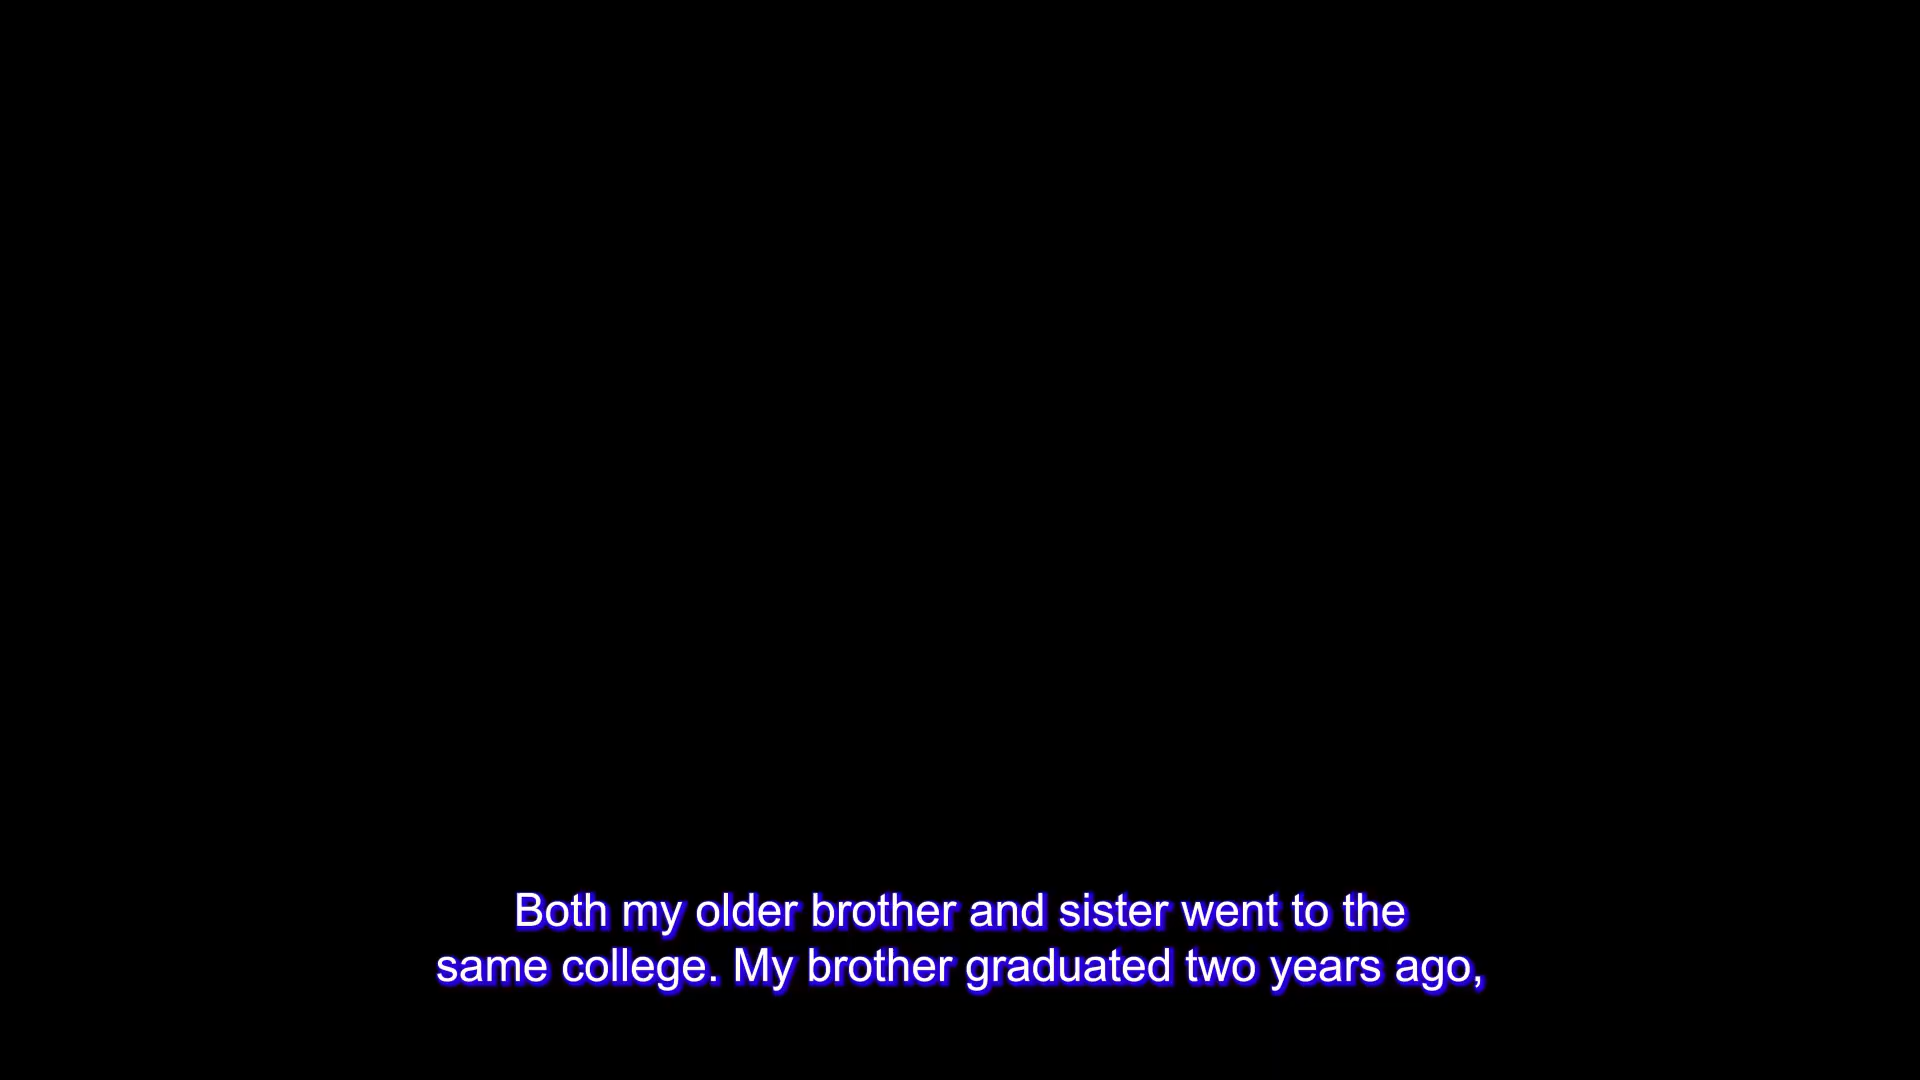 Both my older brother and sister went to the
same college. My brother graduated two years ago,